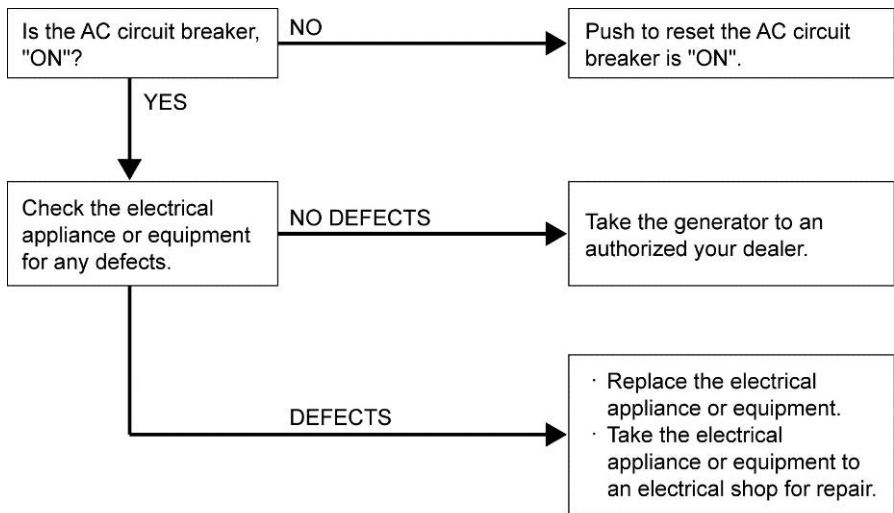 Is the AC circuit breaker,
"ON"?
NO
Push to reset the AC circuit
breaker is "ON".
YES
Check the electrical
appliance or equipment
for any defects.
NO DEFECTS
Take the generator to an
authorized your dealer.
DEFECTS
· Replace the electrical
appliance or equipment.
· Take the electrical
appliance or equipment to
an electrical shop for repair.